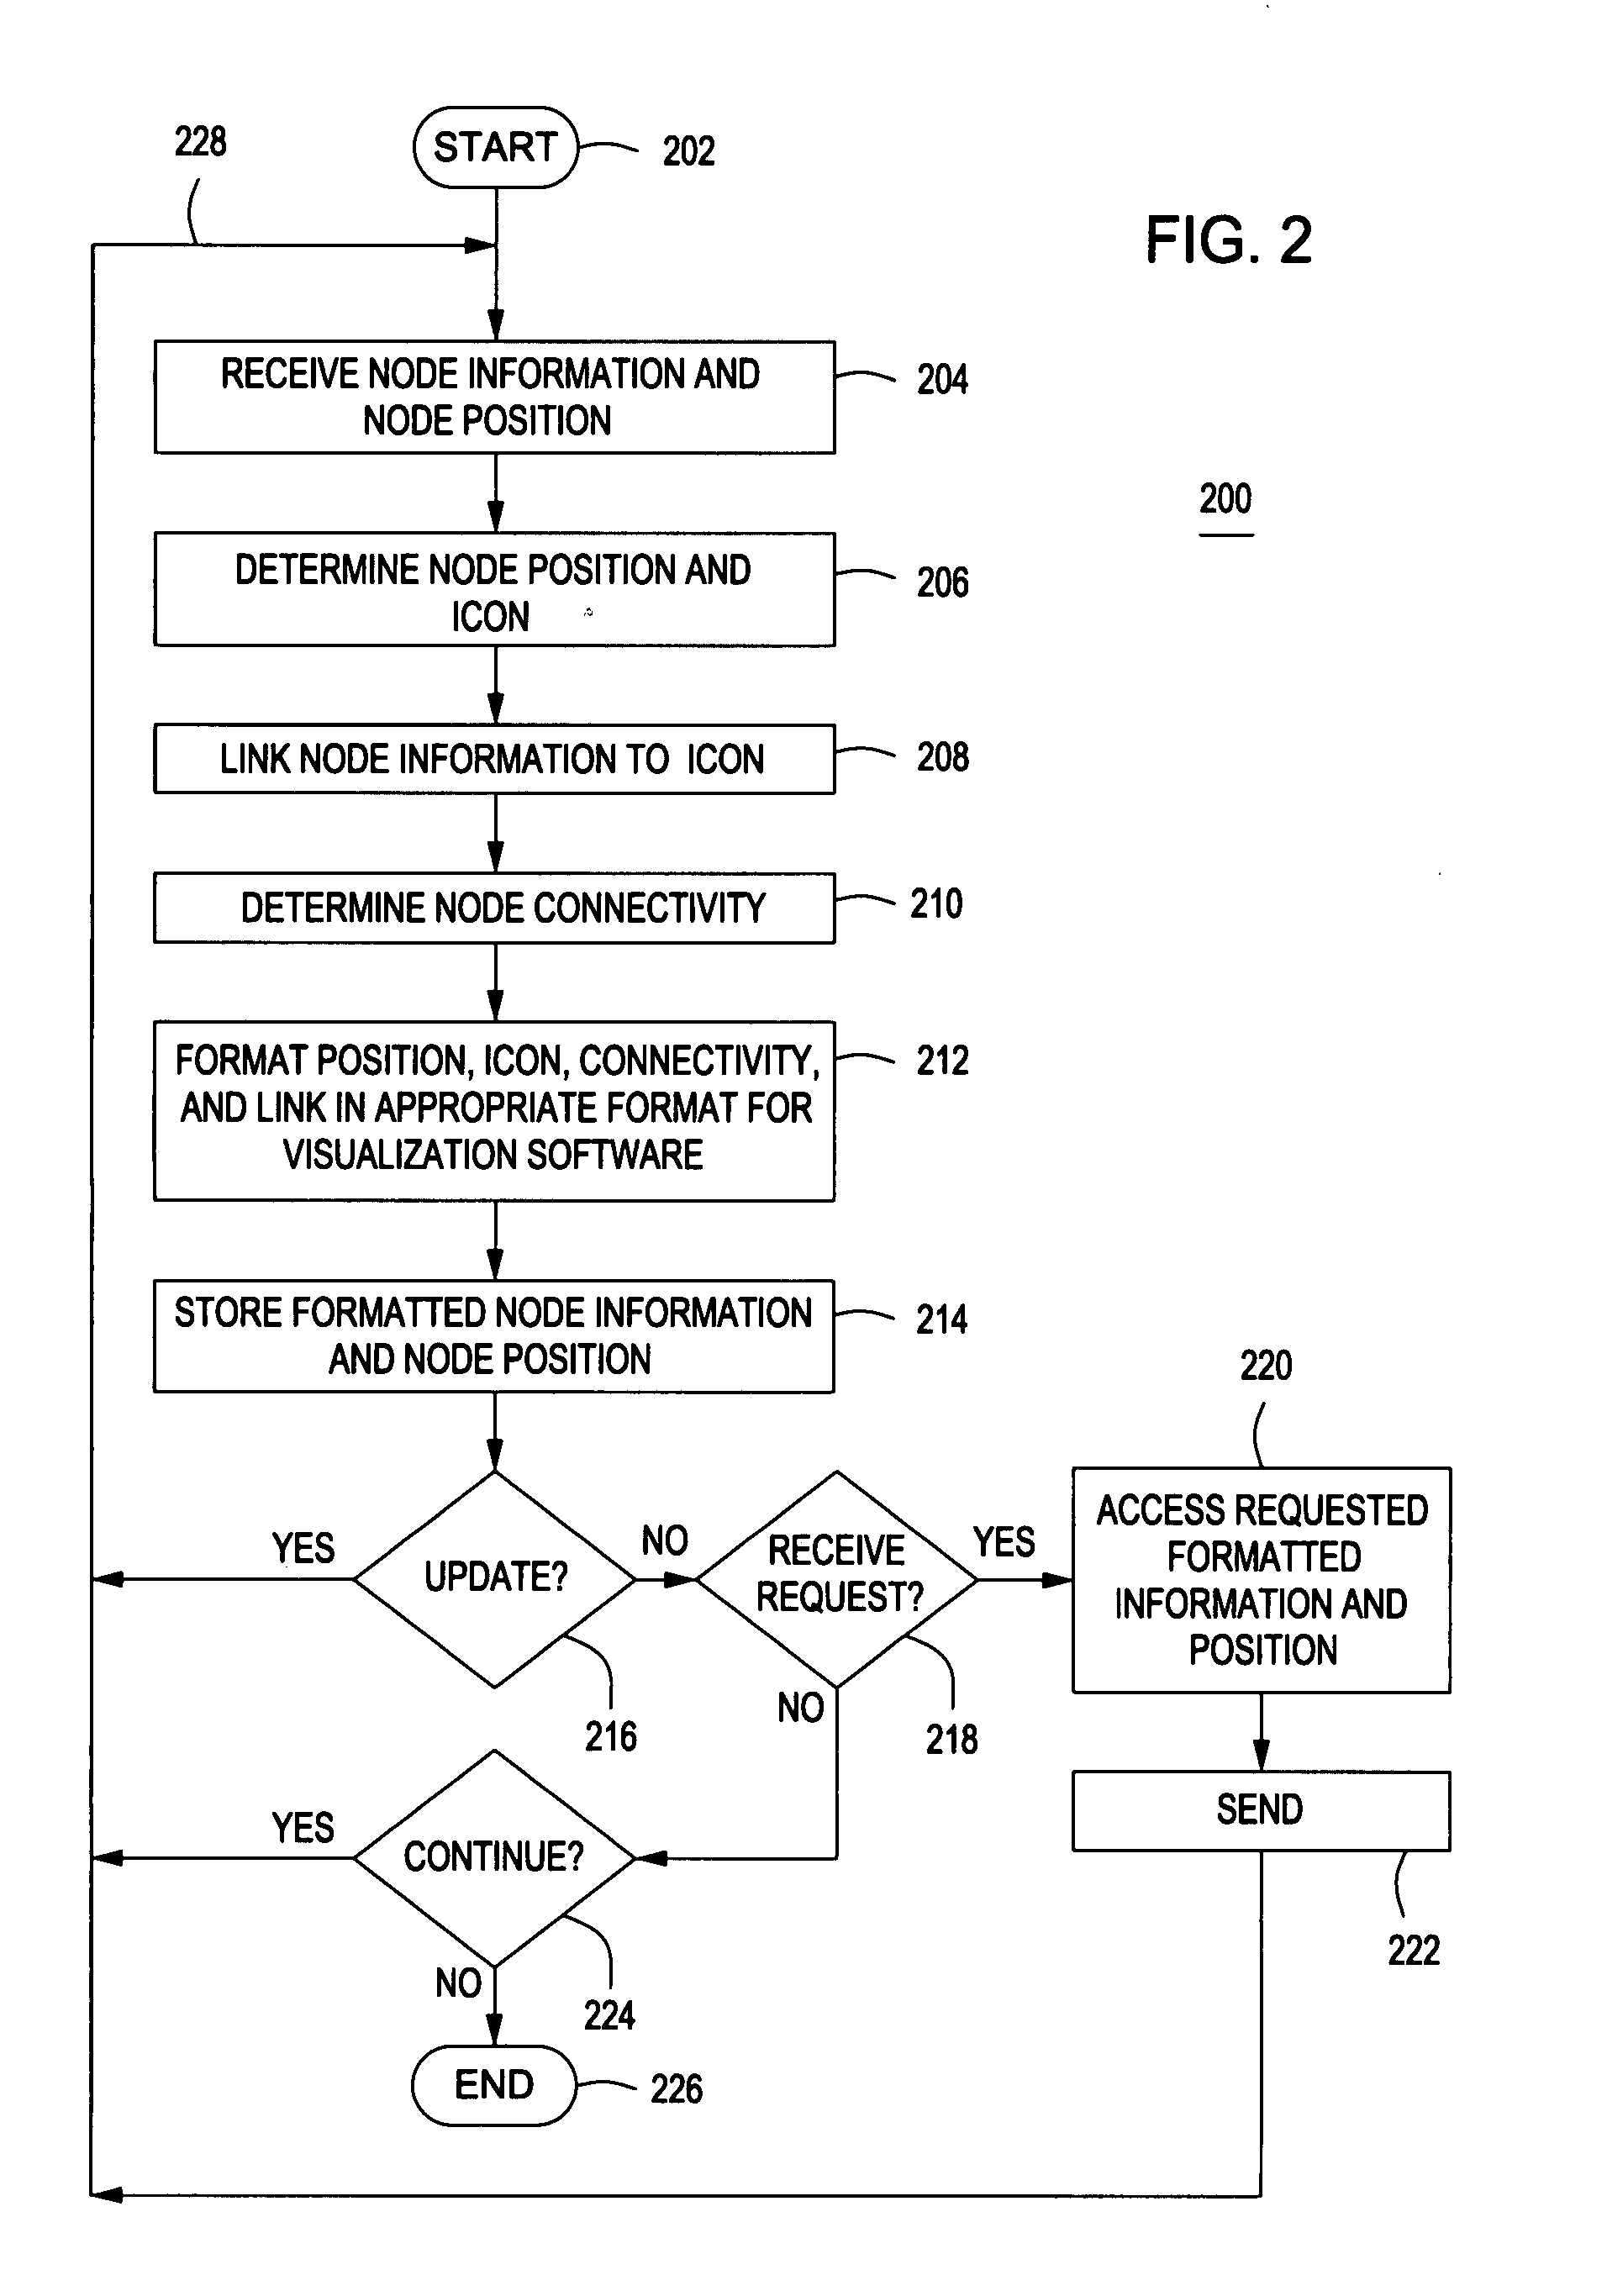 228
START
202
FIG. 2
RECEIVE NODE INFORMATION AND
NODE POSITION
204
200
DETERMINE NODE POSITION AND
ICON
206
LINK NODE INFORMATION TO ICON
208
DETERMINE NODE CONNECTIVITY
210
FORMAT POSITION, ICON, CONNECTIVITY,
AND LINK IN APPROPRIATE FORMAT FOR
VISUALIZATION SOFTWARE
212
STORE FORMATTED NODE INFORMATION
AND NODE POSITION
214
220
YES
UPDATE?
NO
216
RECEIVE
REQUEST?
YES
NO
218
ACCESS REQUESTED
FORMATTED
INFORMATION AND
POSITION
SEND
222
YES
CONTINUE?
NO
224
END
226